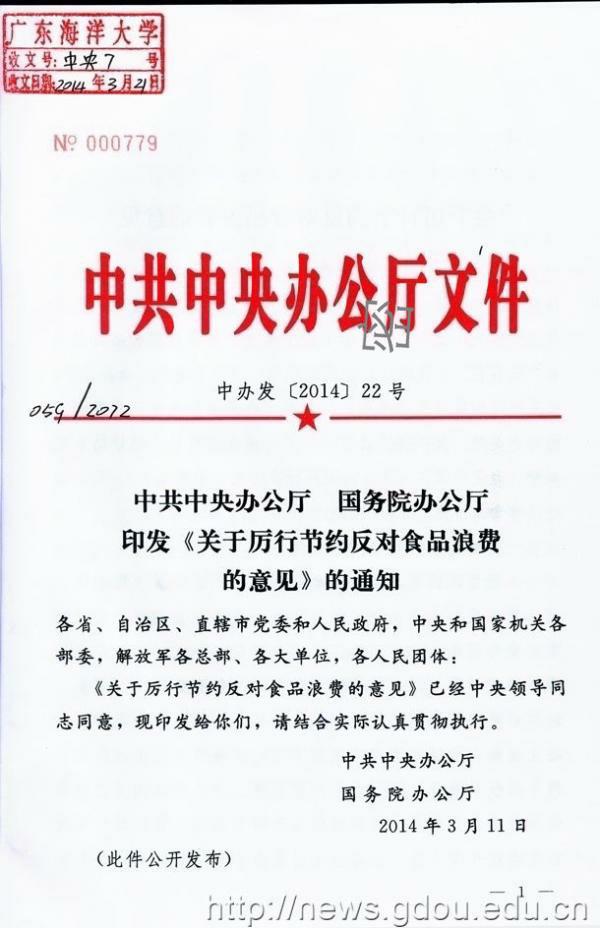 广东海洋大学
收文号:中央7 号
收文日期:2014年3月21日
№ 000779
中共中央办公厅文件
中办发〔2014〕22号
059/2022
中共中央办公厅 国务院办公厅
印发《关于厉行节约反对食品浪费
的意见》的通知
各省、自治区、直辖市党委和人民政府，中央和国家机关各
部委，解放军各总部、各大单位，各人民团体：
《关于厉行节约反对食品浪费的意见》已经中央领导同
志同意，现印发给你们，请结合实际认真贯彻执行。
中共中央办公厅
国务院办公厅
2014年3月11日
（此件公开发布）
— 1 —
http://news.gdou.edu.cn